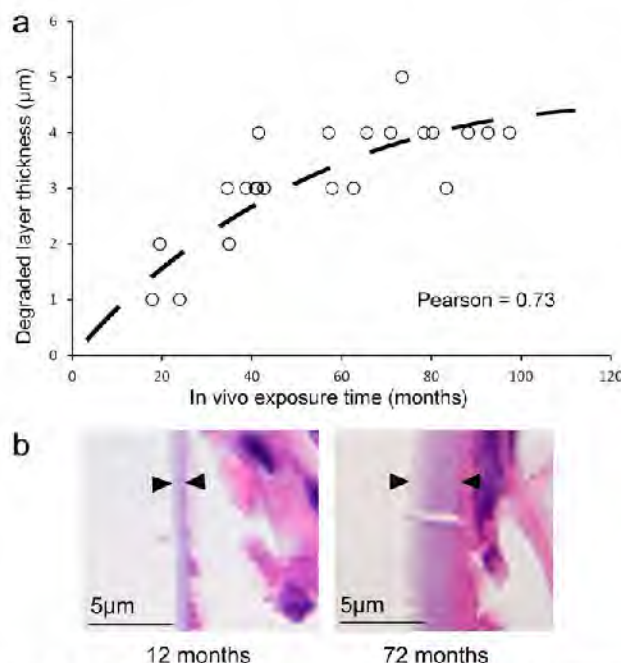 a
Degraded layer thickness (µm)
6
5
4
3
2
1
0
0 20 40 60 80 100 120
Pearson = 0.73
In vivo exposure time (months)
b
5µm 5µm
12 months 72 months